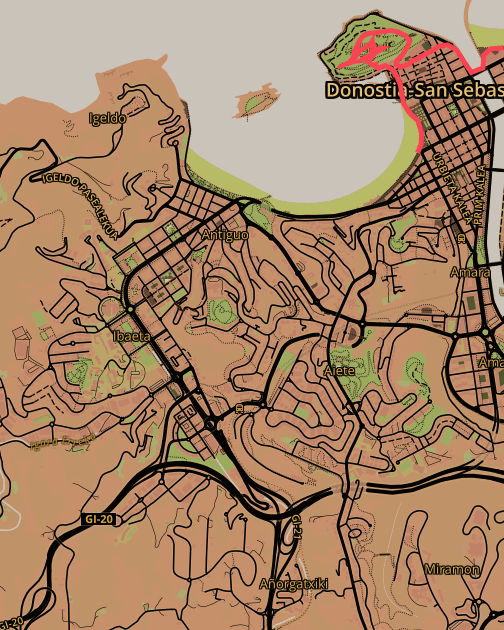 Donostia-San Sebas
Igeldo
IGELDO PASEALEKUA
URBIETA KALEA
PRIM KALEA
Antiguo
Amara
Ibaeta
Ama
Aiete
GI-20
GI-21
Añorgatxiki
Miramon
GI-20